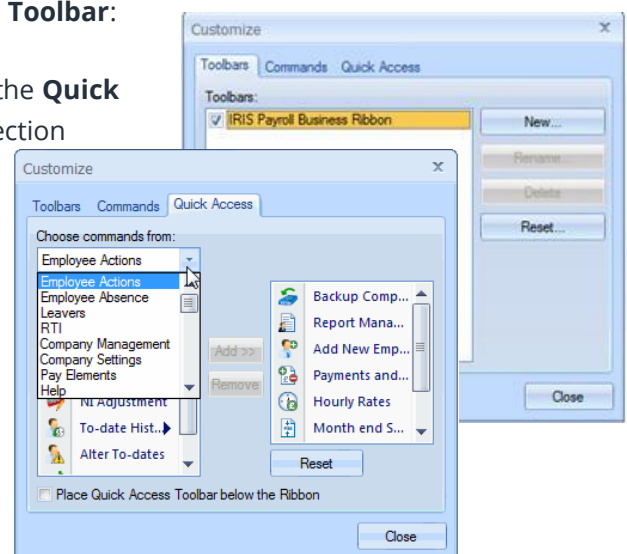 Toolbar:
the Quick
ection
Customize
x
Toolbars Commands Quick Access
Toolbars:
IRIS Payroll Business Ribbon
New...
Rename...
Delete
Reset...
Close
Customize
x
Toolbars Commands Quick Access
Choose commands from:
Employee Actions
Employee Actions
Employee Absence
Leavers
RTI
Company Management
Company Settings
Pay Elements
Help
NI Adjustment
To-date Hist..
Alter To-dates
Add >>
Remove
Backup Comp...
Report Mana...
Add New Emp...
Payments and...
Hourly Rates
Month end S...
Reset
Place Quick Access Toolbar below the Ribbon
Close